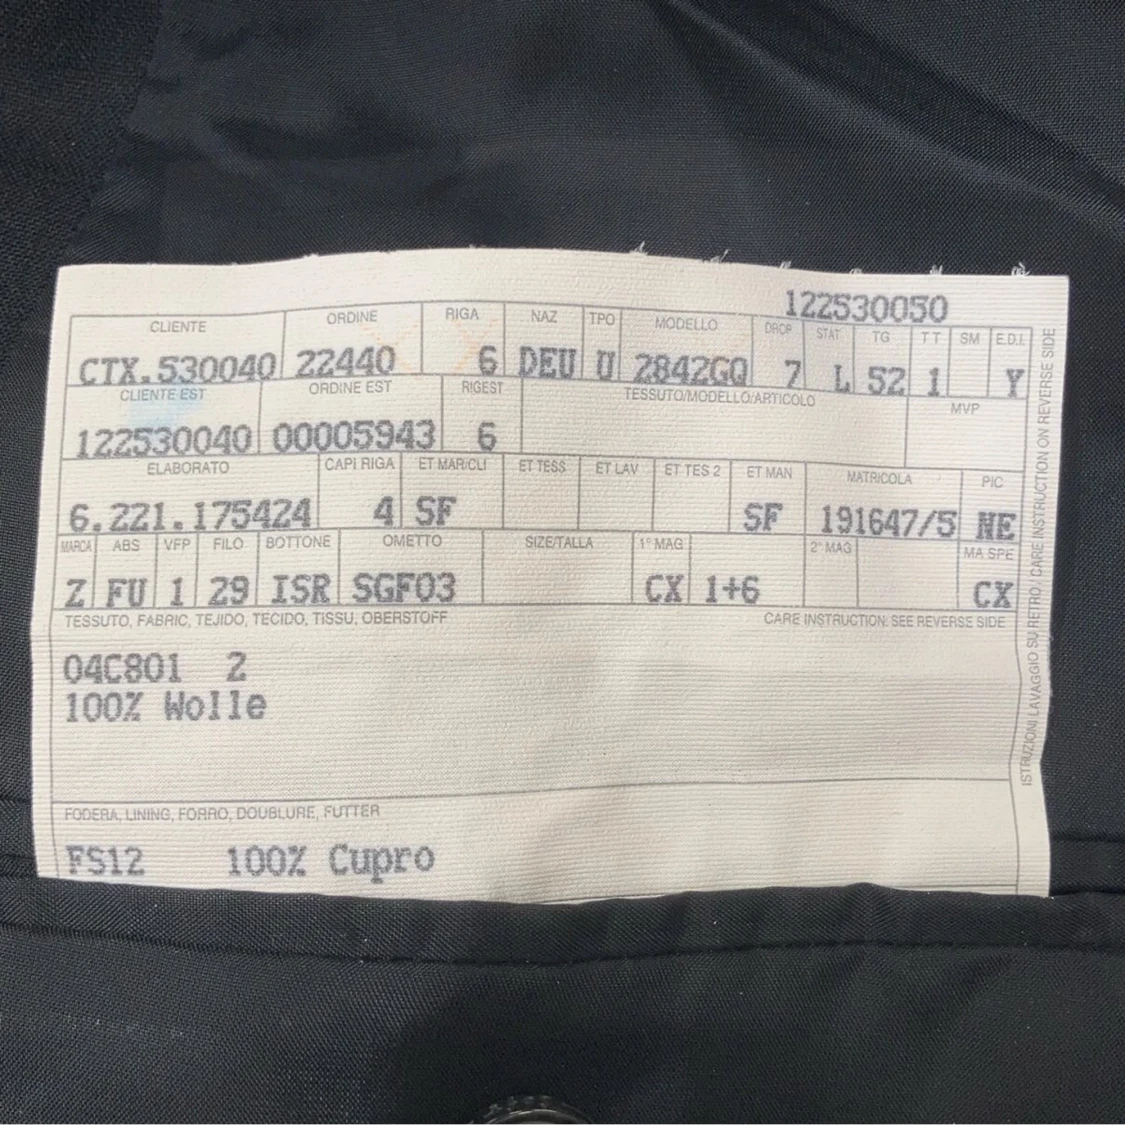 122530050
CLIENTE ORDINE RIGA NAZ TPO MODELLO DROP STAT TG TT SM E.D.I.
CTX.530040 22440 6 DEU U 2842GQ 7 L 52 1 Y
CLIENTE EST ORDINE EST RIGEST TESSUTO/MODELLO/ARTICOLO MVP
122530040 00005943 6
ELABORATO CAPI RIGA ET MAR/CLI ET TESS ET LAV ET TES 2 ET MAN MATRICOLA PIC
6.221.175424 4 SF SF 191647/5 NE
MARCA ABS VFP FILO BOTTONE OMETTO SIZE/TALLA 1° MAG 2° MAG MA SPE
Z FU 1 29 ISR SGF03 CX 1+6 CX
TESSUTO, FABRIC, TEJIDO, TECIDO, TISSU, OBERSTOFF CARE INSTRUCTION: SEE REVERSE SIDE
04C801 2
100% Wolle
FODERA, LINING, FORRO, DOUBLURE, FUTTER
FS12 100% Cupro
ISTRUZIONI LAVAGGIO SU RETRO / CARE INSTRUCTION ON REVERSE SIDE